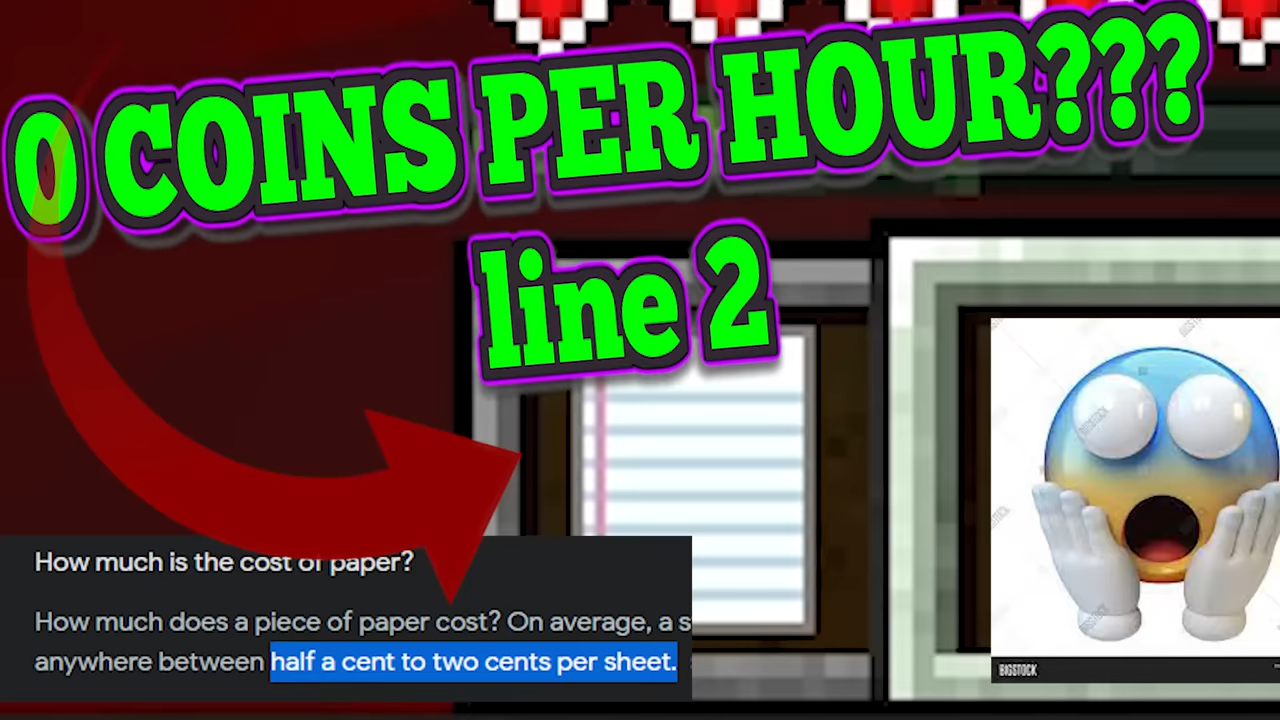 0 COINS PER HOUR???
line 2
How much is the cost of paper?
How much does a piece of paper cost? On average, a s
anywhere between half a cent to two cents per sheet.
BIGSTOCK